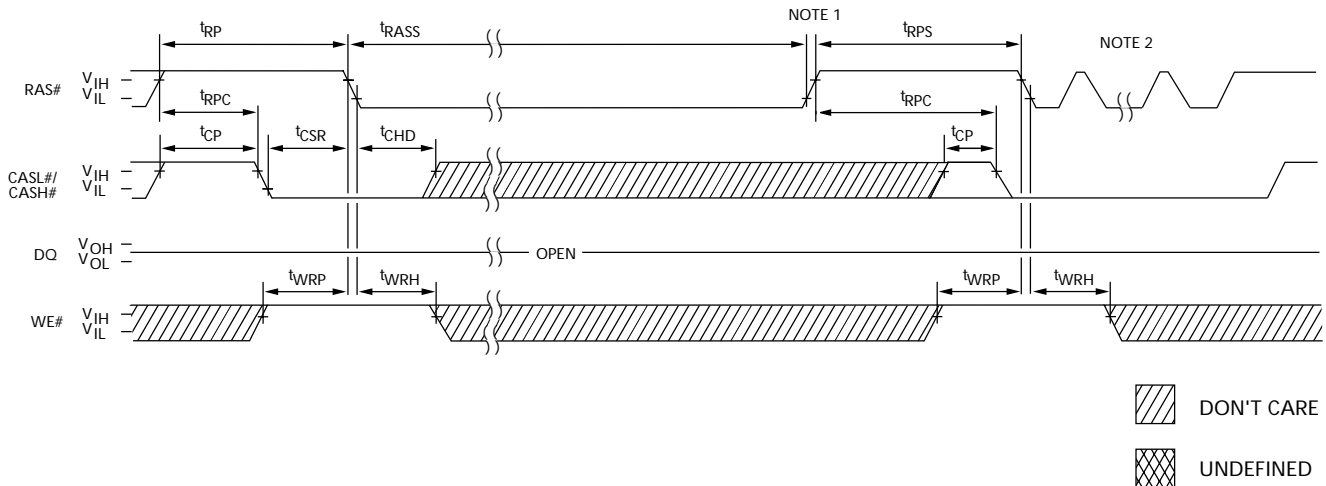 NOTE 1
tRP
tRASS
tRPS
NOTE 2
RAS#
VIH
VIL
tRPC
tRPC
tCP
tCSR
tCHD
tCP
CASL#/
CASH#
VIH
VIL
DQ
VOH
VOL
OPEN
tWRP
tWRH
tWRP
tWRH
WE#
VIH
VIL
DON'T CARE
UNDEFINED